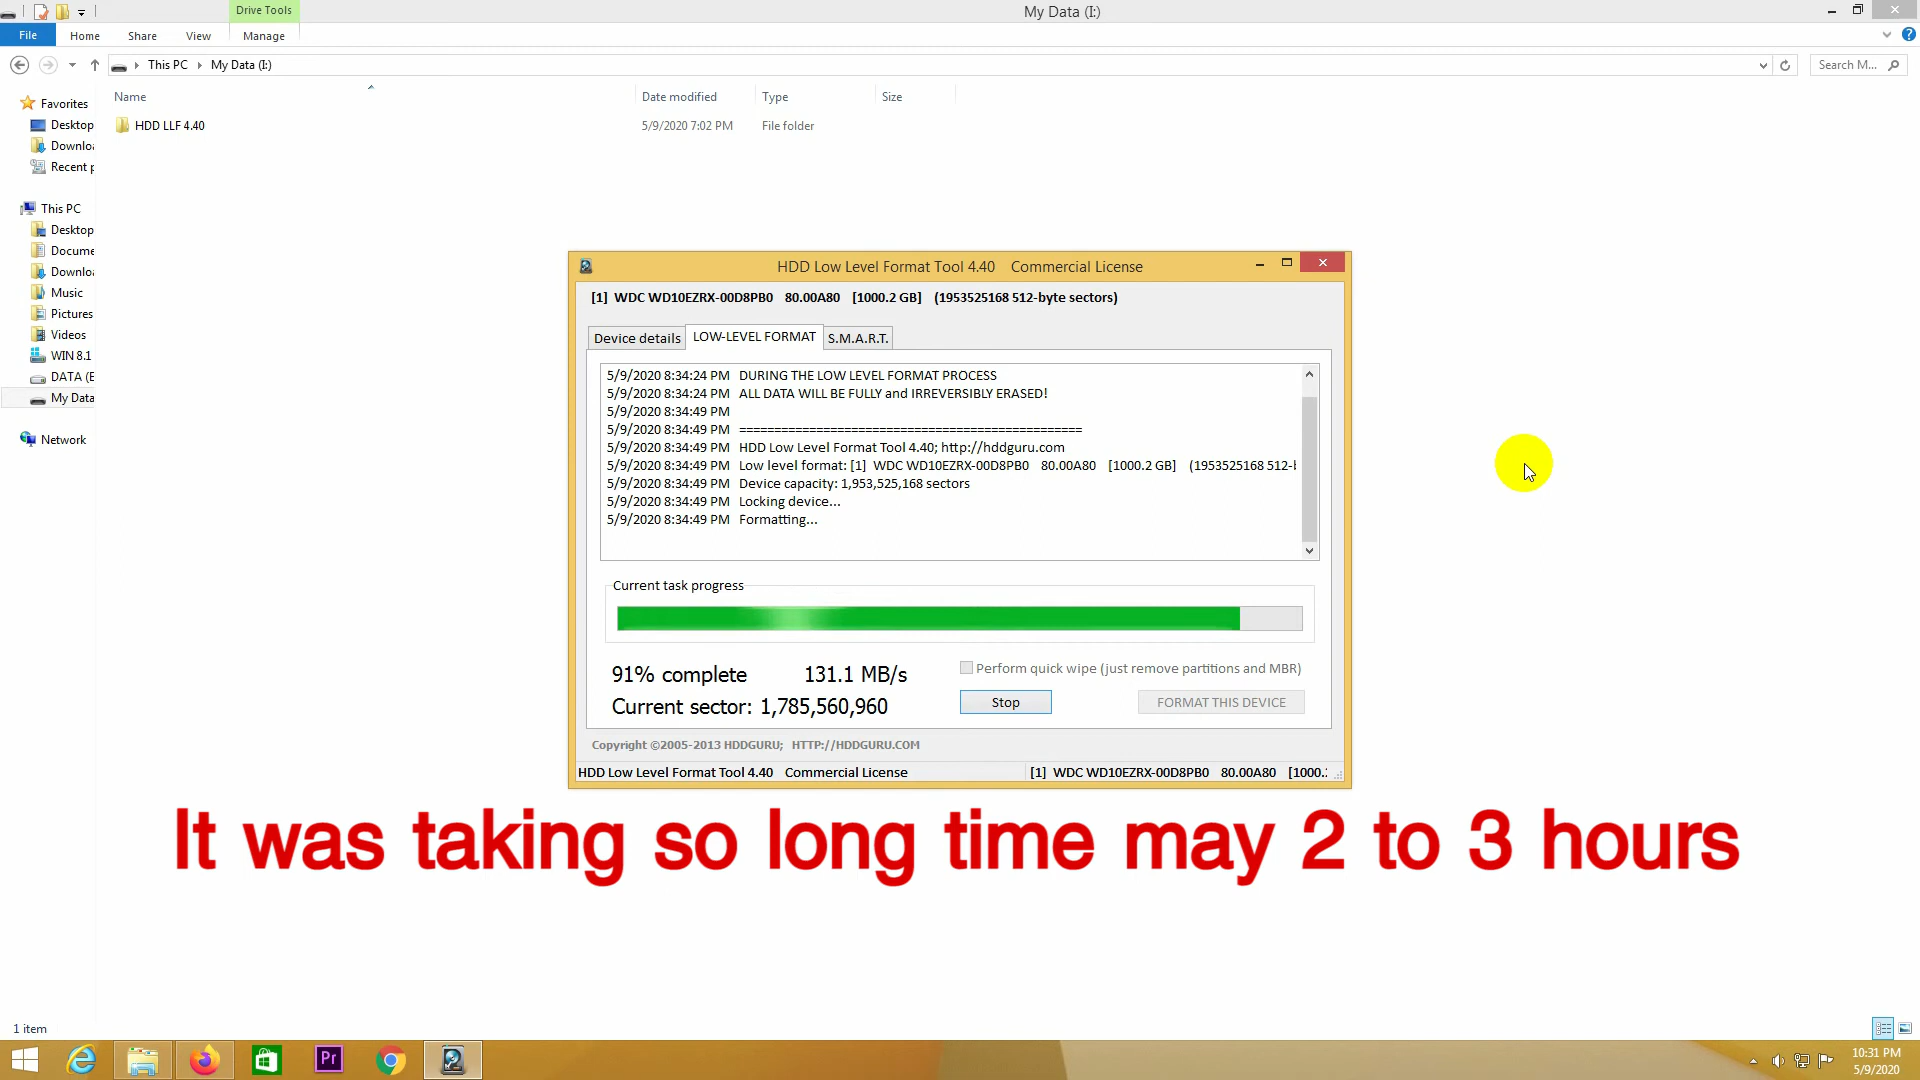 Drive Tools
My Data (I:)
File
Home
Share
View
Manage
This PC
My Data (I:)
Search M...
Name
Date modified
Type
Size
HDD LLF 4.40
5/9/2020 7:02 PM
File folder
Favorites
Desktop
Downloa
Recent p
This PC
Desktop
Docume
Downloa
Music
Pictures
Videos
WIN 8.1
DATA (E
My Data
Network
HDD Low Level Format Tool 4.40    Commercial License
[1]  WDC WD10EZRX-00D8PB0   80.00A80   [1000.2 GB]   (1953525168 512-byte sectors)
Device details
LOW-LEVEL FORMAT
S.M.A.R.T.
5/9/2020 8:34:24 PM   DURING THE LOW LEVEL FORMAT PROCESS
5/9/2020 8:34:24 PM   ALL DATA WILL BE FULLY and IRREVERSIBLY ERASED!
5/9/2020 8:34:49 PM
5/9/2020 8:34:49 PM   =================================================
5/9/2020 8:34:49 PM   HDD Low Level Format Tool 4.40; http://hddguru.com
5/9/2020 8:34:49 PM   Low level format: [1]  WDC WD10EZRX-00D8PB0   80.00A80   [1000.2 GB]   (1953525168 512-b
5/9/2020 8:34:49 PM   Device capacity: 1,953,525,168 sectors
5/9/2020 8:34:49 PM   Locking device...
5/9/2020 8:34:49 PM   Formatting...
Current task progress
91% complete
131.1 MB/s
Perform quick wipe (just remove partitions and MBR)
Current sector: 1,785,560,960
Stop
FORMAT THIS DEVICE
Copyright ©2005-2013 HDDGURU;   HTTP://HDDGURU.COM
HDD Low Level Format Tool 4.40    Commercial License
[1]  WDC WD10EZRX-00D8PB0   80.00A80   [1000.:
It was taking so long time may 2 to 3 hours
1 item
Pr
10:31 PM
5/9/2020